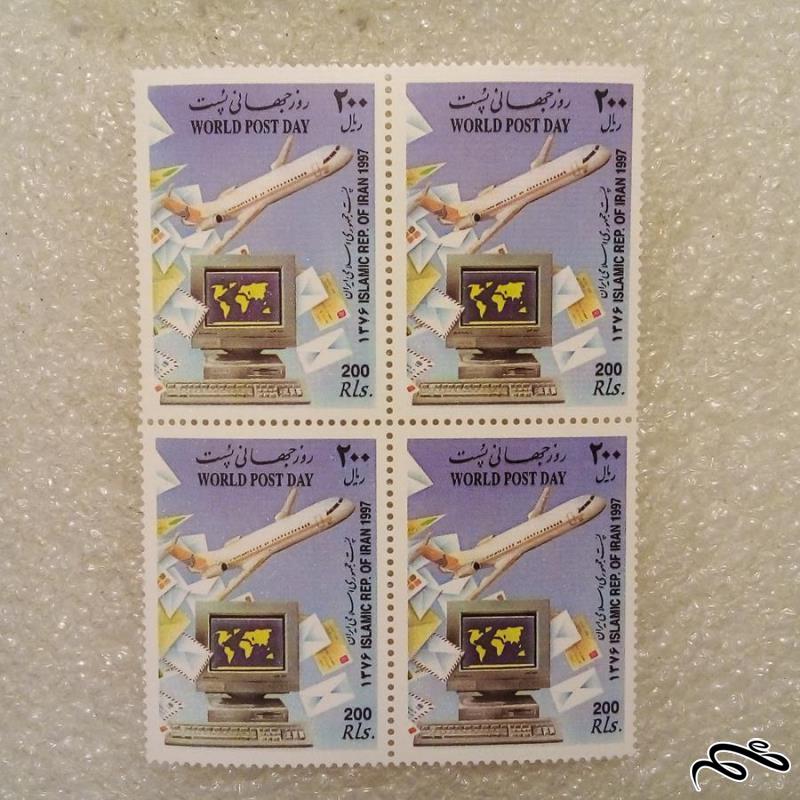 روز جهانی پست ۲۰۰
WORLD POST DAY ریال
پست جمهوری اسلامی ایران
۱۳۷۶ ISLAMIC REP. OF IRAN 1997
200
Rls.
روز جهانی پست ۲۰۰
WORLD POST DAY ریال
پست جمهوری اسلامی ایران
۱۳۷۶ ISLAMIC REP. OF IRAN 1997
200
Rls.
روز جهانی پست ۲۰۰
WORLD POST DAY ریال
پست جمهوری اسلامی ایران
۱۳۷۶ ISLAMIC REP. OF IRAN 1997
200
Rls.
روز جهانی پست ۲۰۰
WORLD POST DAY ریال
پست جمهوری اسلامی ایران
۱۳۷۶ ISLAMIC REP. OF IRAN 1997
200
Rls.